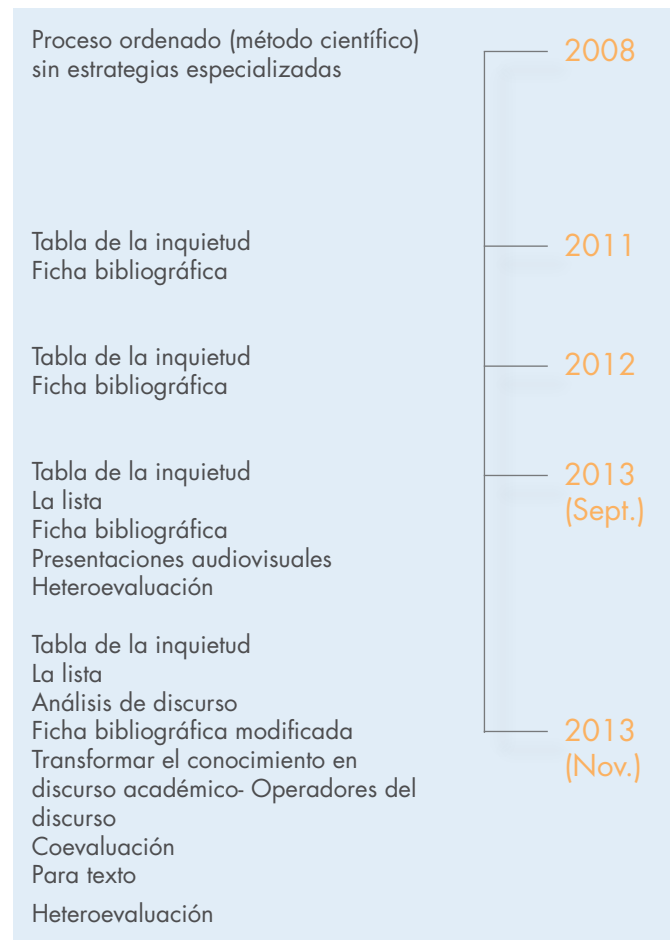 Proceso ordenado (método científico)
sin estrategias especializadas
2008
Tabla de la inquietud
Ficha bibliográfica
2011
Tabla de la inquietud
Ficha bibliográfica
2012
Tabla de la inquietud
La lista
Ficha bibliográfica
Presentaciones audiovisuales
Heteroevaluación
2013
(Sept.)
Tabla de la inquietud
La lista
Análisis de discurso
Ficha bibliográfica modificada
Transformar el conocimiento en
discurso académico- Operadores del
discurso
Coevaluación
Para texto
Heteroevaluación
2013
(Nov.)